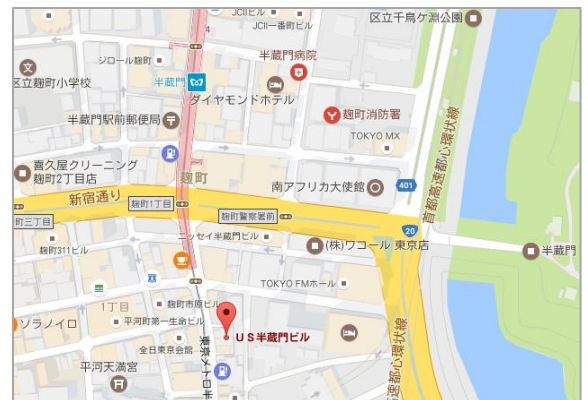 JCIIビル
JCII一番町ビル
区立千鳥ケ淵公園
ジロール麹町
半蔵門病院
区立麹町小学校
半蔵門
ダイヤモンドホテル
麹町消防署
半蔵門駅前郵便局
TOKYO MX
喜久屋クリーニング
麹町2丁目店
麹町
南アフリカ大使館
401
首都高速都心環状線
新宿通り
麹町1丁目
麹町警察署前
町三丁目
20
ニッセイ半蔵門ビル
(株)ワコール 東京店
半蔵門
麹町311ビル
TOKYO FMホール
1丁目
麹町市原ビル
ソラノイロ
平河町第一生命ビル
US半蔵門ビル
全日東京会館
東京メトロ半
首都高速都心環状線
平河天満宮